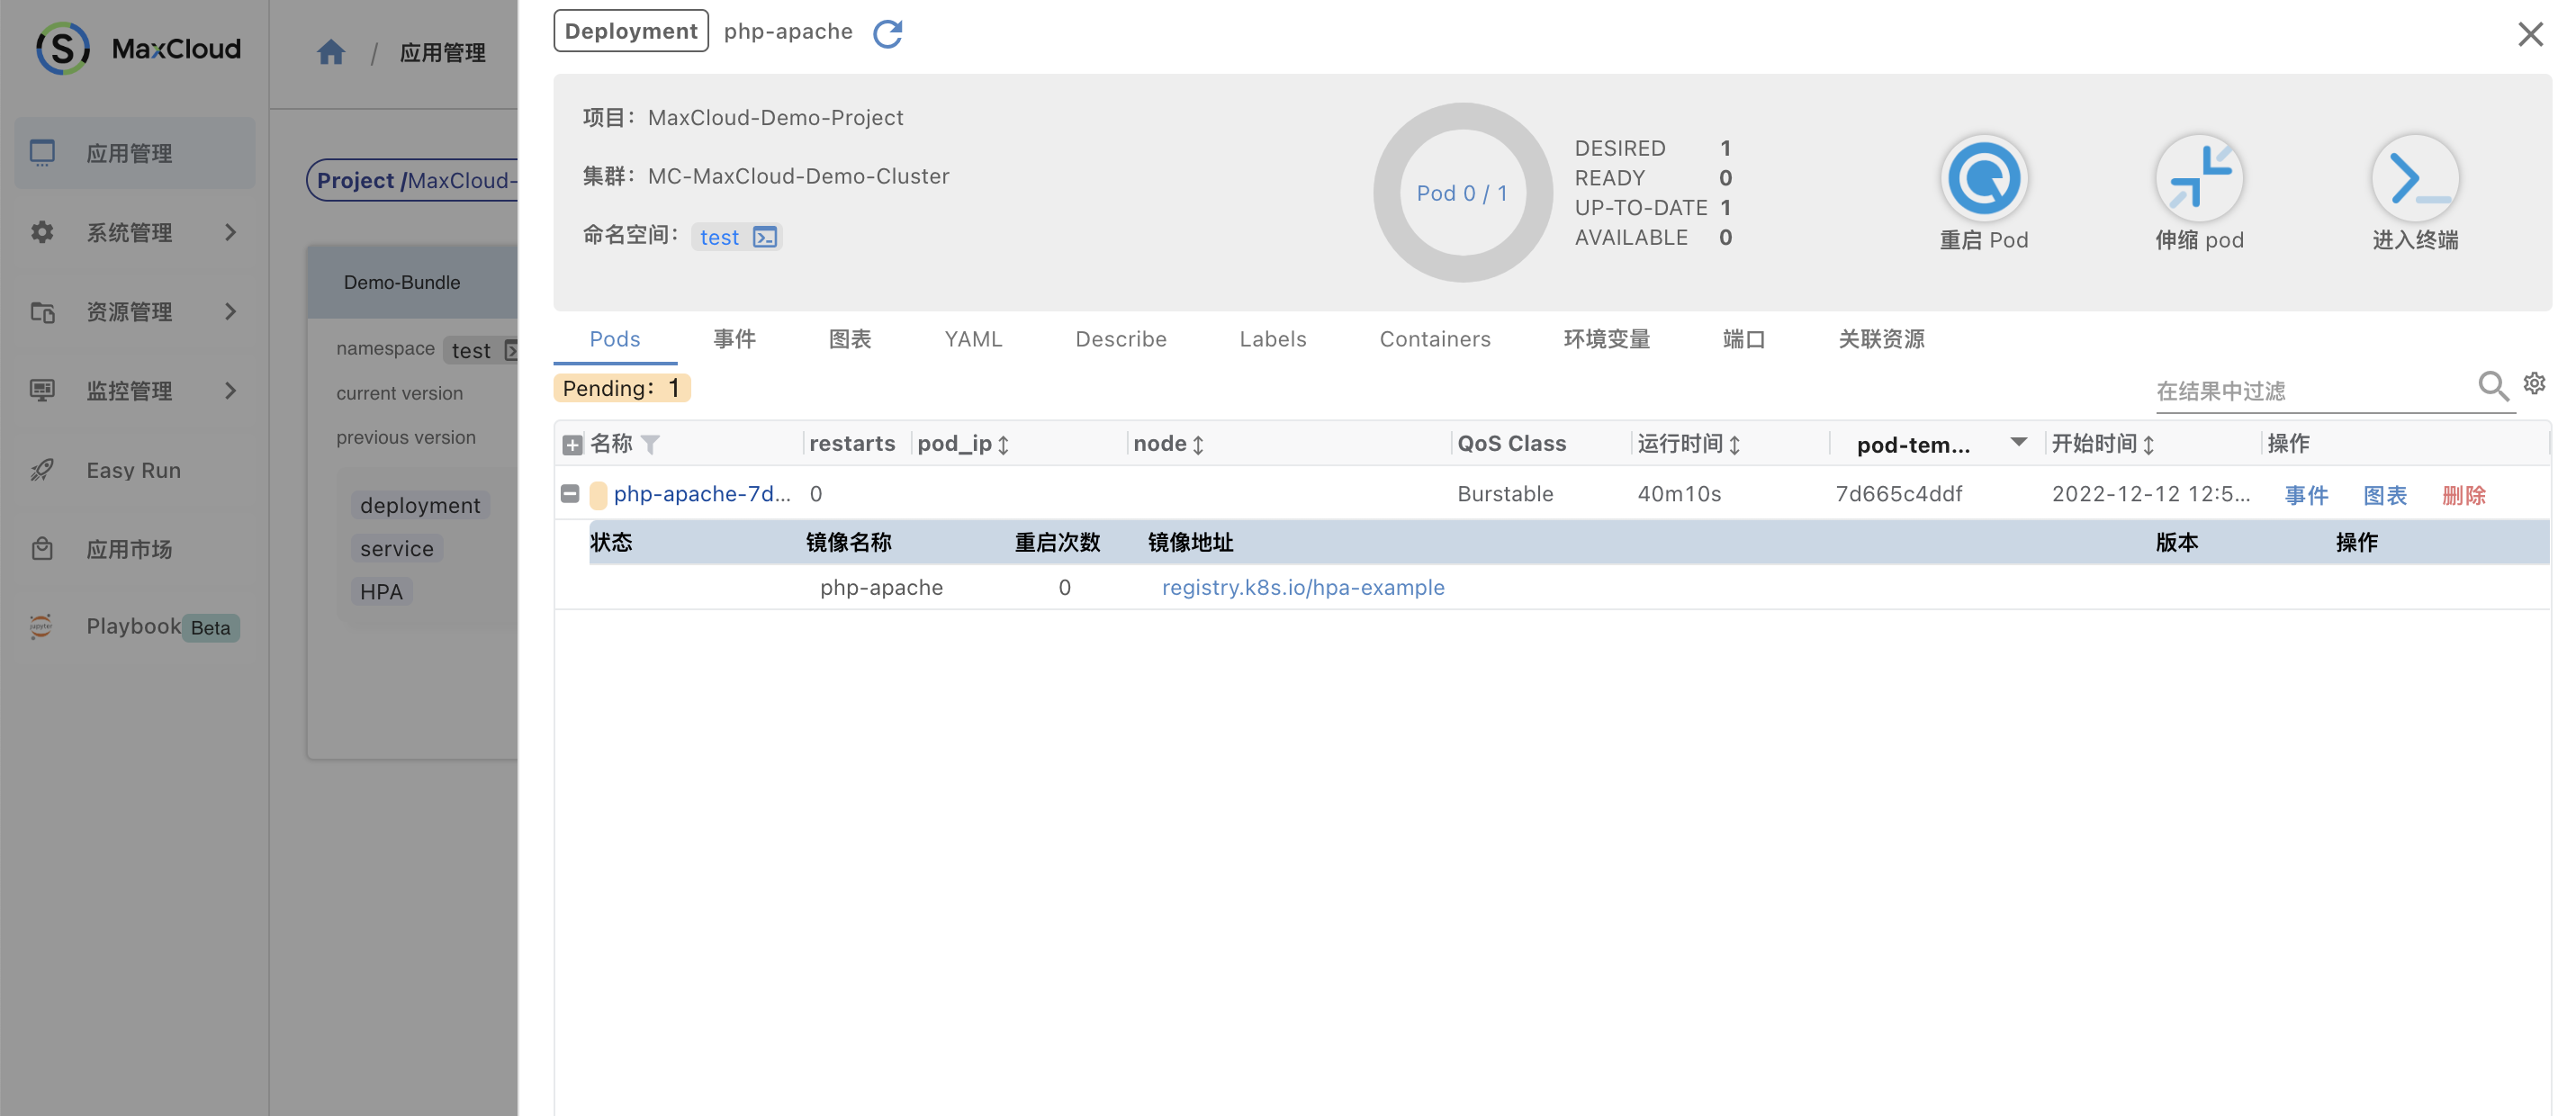 MaxCloud
/ 应用管理
应用管理
系统管理
资源管理
监控管理
Easy Run
应用市场
Playbook Beta
Project /MaxCloud-
Demo-Bundle
namespace test
current version
previous version
deployment
service
HPA
Deployment php-apache
项目： MaxCloud-Demo-Project
集群： MC-MaxCloud-Demo-Cluster
命名空间： test
Pod 0 / 1
DESIRED 1
READY 0
UP-TO-DATE 1
AVAILABLE 0
重启 Pod
伸缩 pod
进入终端
Pods 事件 图表 YAML Describe Labels Containers 环境变量 端口 关联资源
Pending： 1
在结果中过滤
名称 restarts pod_ip node QoS Class 运行时间 pod-tem... 开始时间 操作
php-apache-7d... 0 Burstable 40m10s 7d665c4ddf 2022-12-12 12:5... 事件 图表 删除
状态 镜像名称 重启次数 镜像地址 版本 操作
php-apache 0 registry.k8s.io/hpa-example